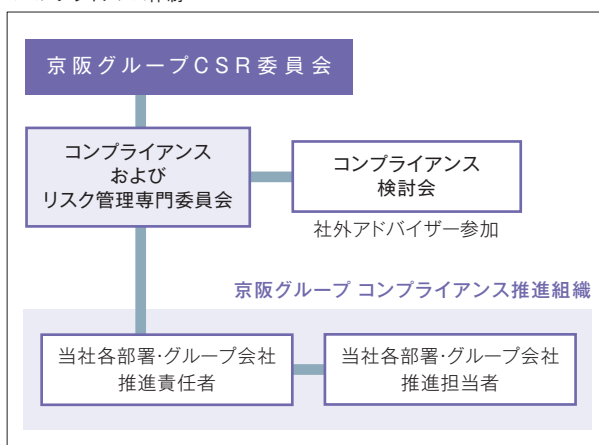 京阪グループCSR委員会
コンプライアンス
および
リスク管理専門委員会
コンプライアンス
検討会
社外アドバイザー参加
京阪グループ コンプライアンス推進組織
当社各部署・グループ会社
推進責任者
当社各部署・グループ会社
推進担当者